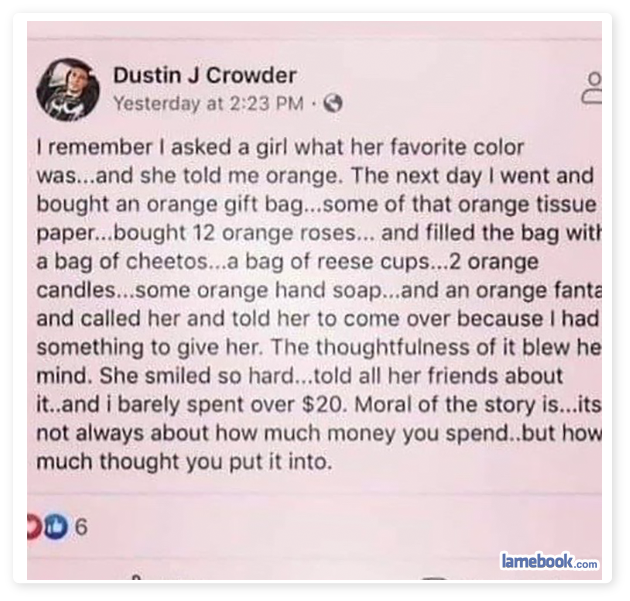 Dustin J Crowder
Yesterday at 2:23 PM ·
I remember I asked a girl what her favorite color
was...and she told me orange. The next day I went and
bought an orange gift bag...some of that orange tissue
paper...bought 12 orange roses... and filled the bag with
a bag of cheetos...a bag of reese cups...2 orange
candles...some orange hand soap...and an orange fanta
and called her and told her to come over because I had
something to give her. The thoughtfulness of it blew he
mind. She smiled so hard...told all her friends about
it..and i barely spent over $20. Moral of the story is...its
not always about how much money you spend..but how
much thought you put it into.
6
lamebook.com